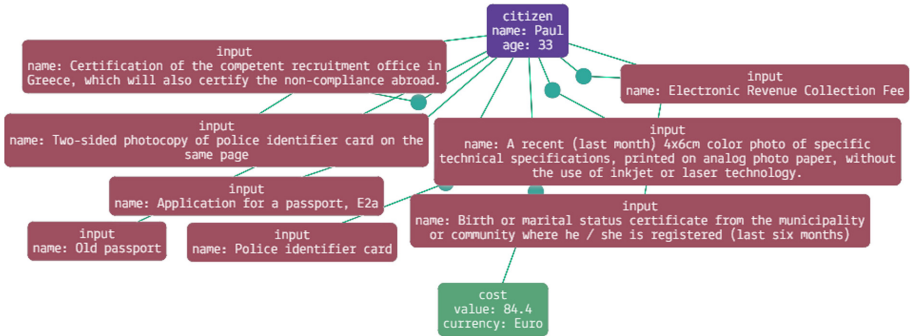 citizen
name: Paul
age: 33
input
name: Certification of the competent recruitment office in
Greece, which will also certify the non-compliance abroad.
input
name: Electronic Revenue Collection Fee
input
name: Two-sided photocopy of police identifier card on the
same page
input
name: A recent (last month) 4x6cm color photo of specific
technical specifications, printed on analog photo paper, without
the use of inkjet or laser technology.
input
name: Application for a passport, E2a
input
name: Birth or marital status certificate from the municipality
or community where he / she is registered (last six months)
input
name: Old passport
input
name: Police identifier card
cost
value: 84.4
currency: Euro